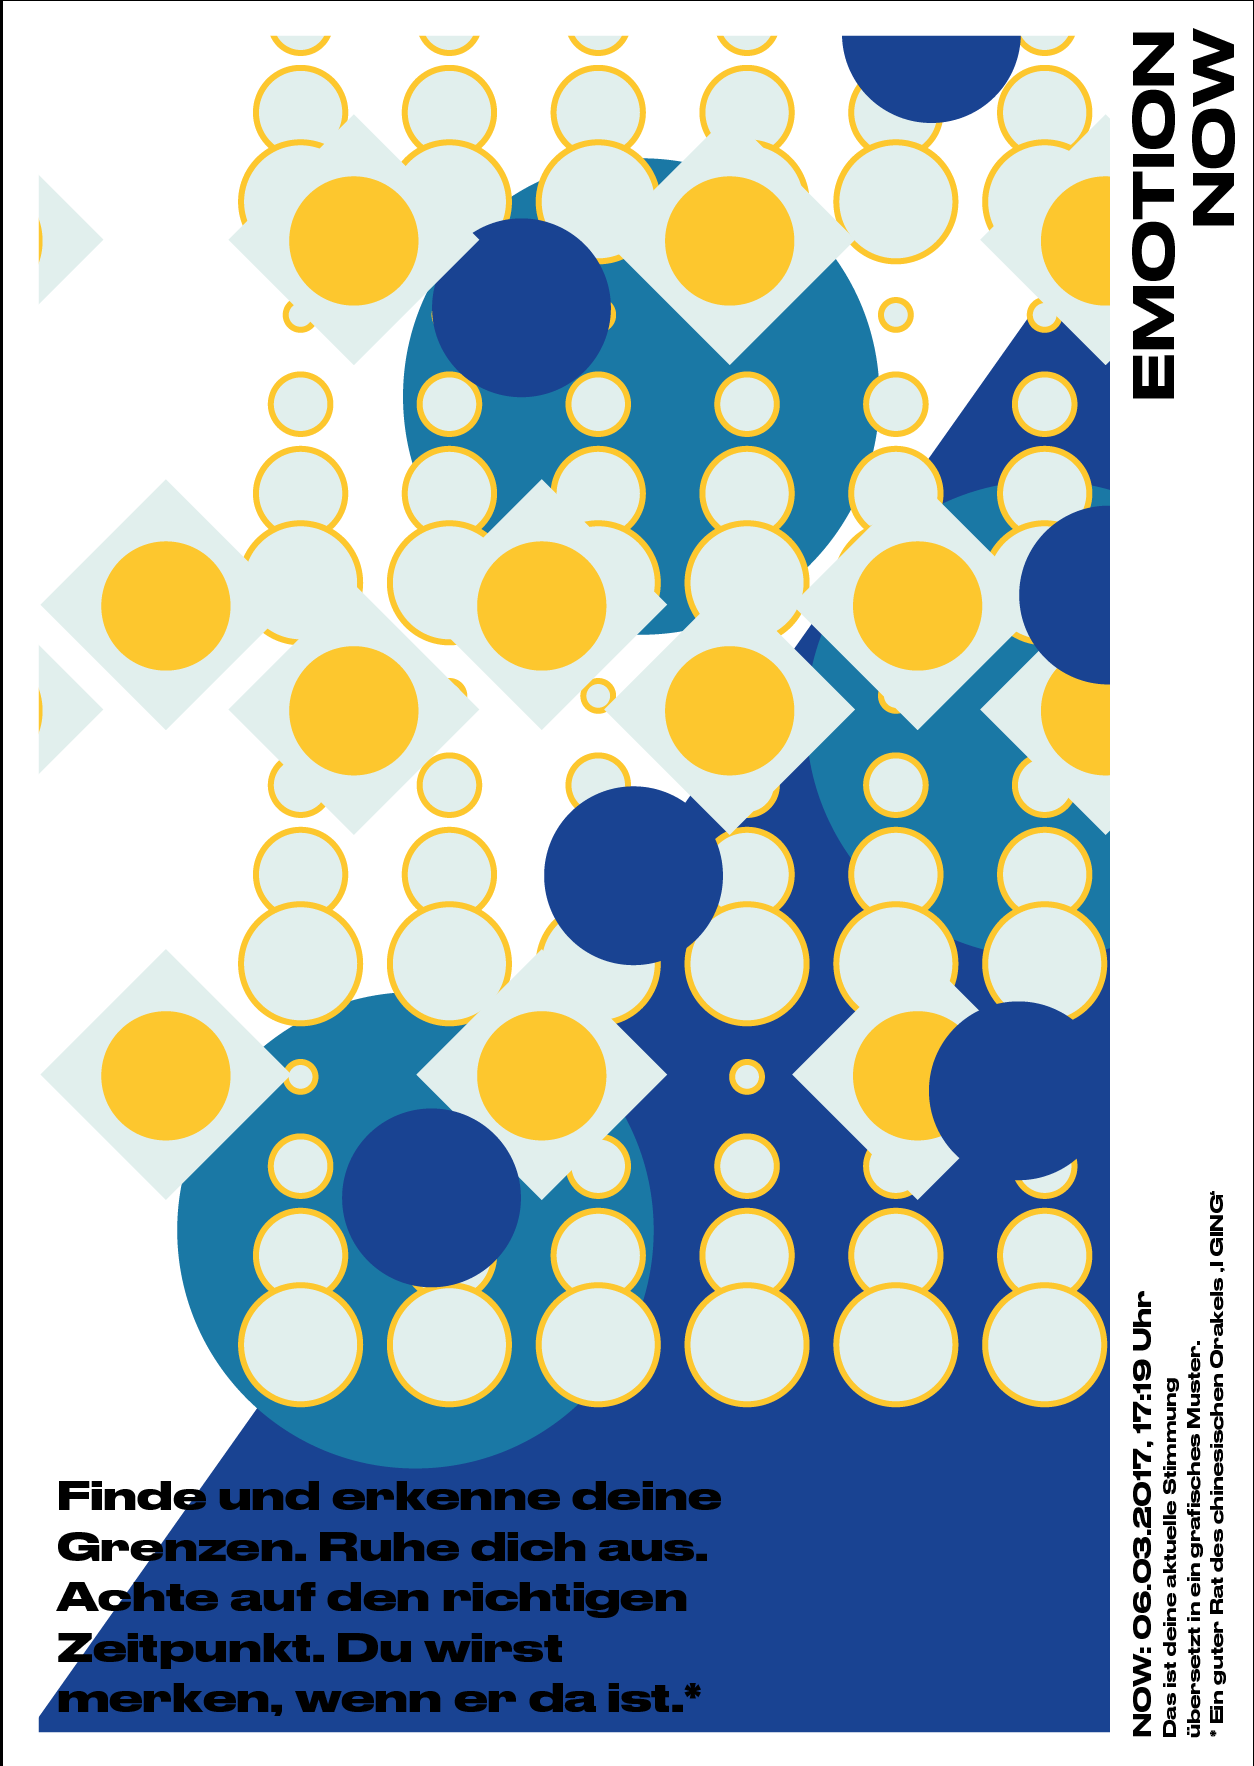 EMOTION
NOW
Finde und erkenne deine
Grenzen. Ruhe dich aus.
Achte auf den richtigen
Zeitpunkt. Du wirst
merken, wenn er da ist.*
NOW: 06.03.2017, 17:19 Uhr
Das ist deine aktuelle Stimmung
übersetzt in ein grafisches Muster.
* Ein guter Rat des chinesischen Orakels ‚I GING‘